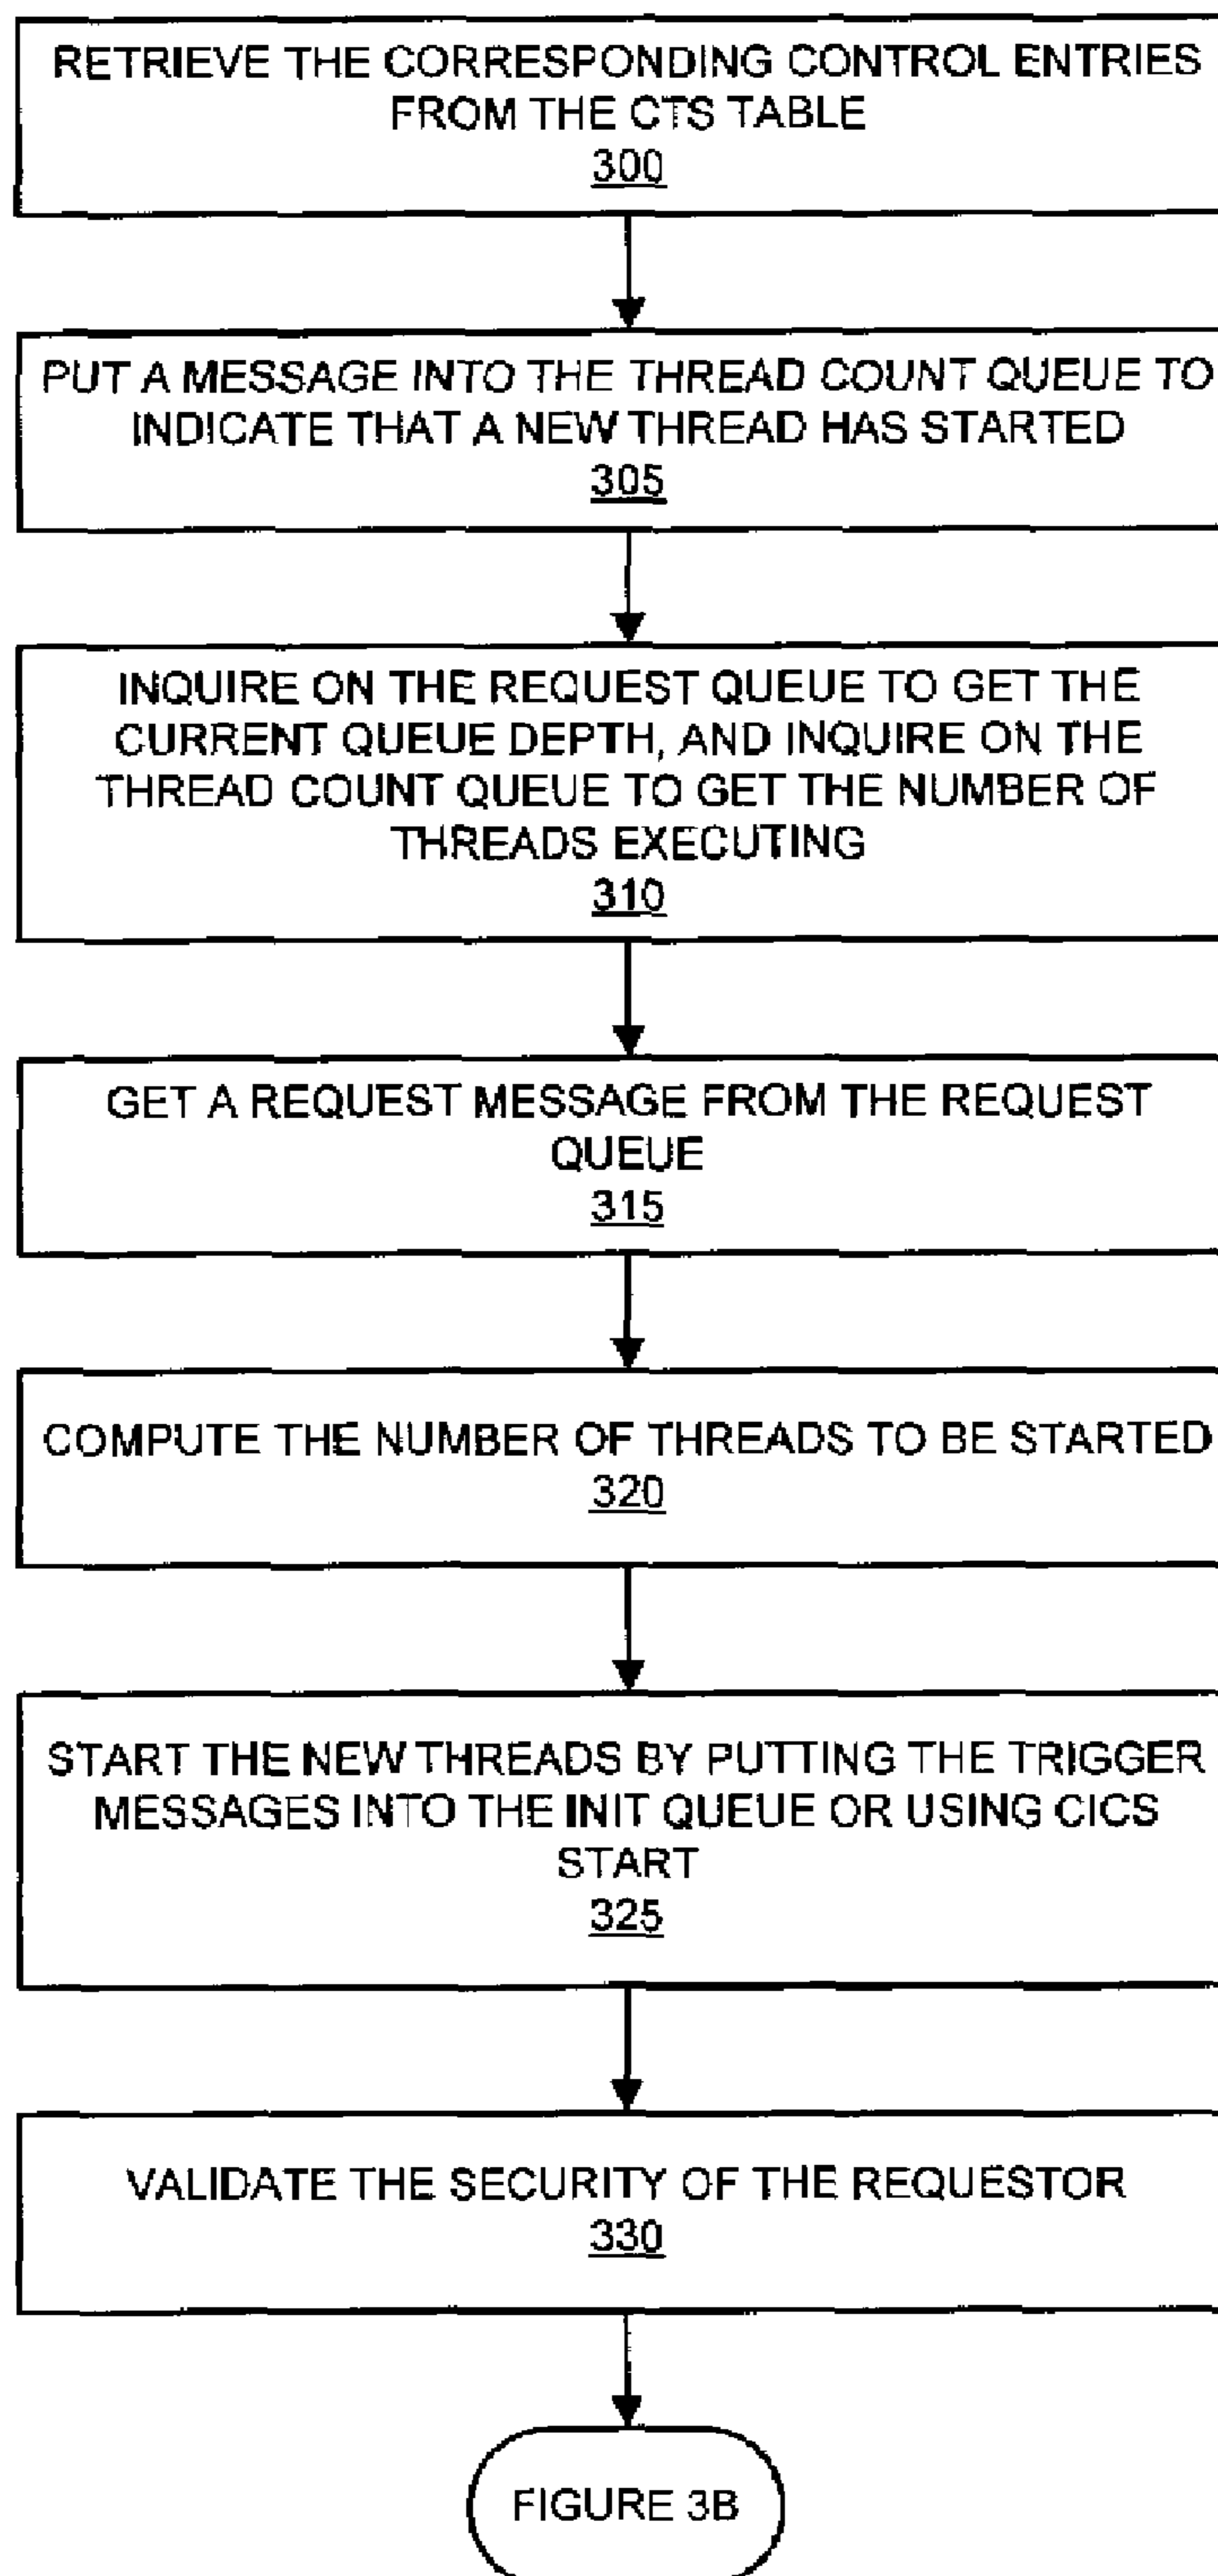 RETRIEVE THE CORRESPONDING CONTROL ENTRIES
FROM THE CTS TABLE
300
PUT A MESSAGE INTO THE THREAD COUNT QUEUE TO
INDICATE THAT A NEW THREAD HAS STARTED
305
INQUIRE ON THE REQUEST QUEUE TO GET THE
CURRENT QUEUE DEPTH, AND INQUIRE ON THE
THREAD COUNT QUEUE TO GET THE NUMBER OF
THREADS EXECUTING
310
GET A REQUEST MESSAGE FROM THE REQUEST
QUEUE
315
COMPUTE THE NUMBER OF THREADS TO BE STARTED
320
START THE NEW THREADS BY PUTTING THE TRIGGER
MESSAGES INTO THE INIT QUEUE OR USING CICS
START
325
VALIDATE THE SECURITY OF THE REQUESTOR
330
FIGURE 3B